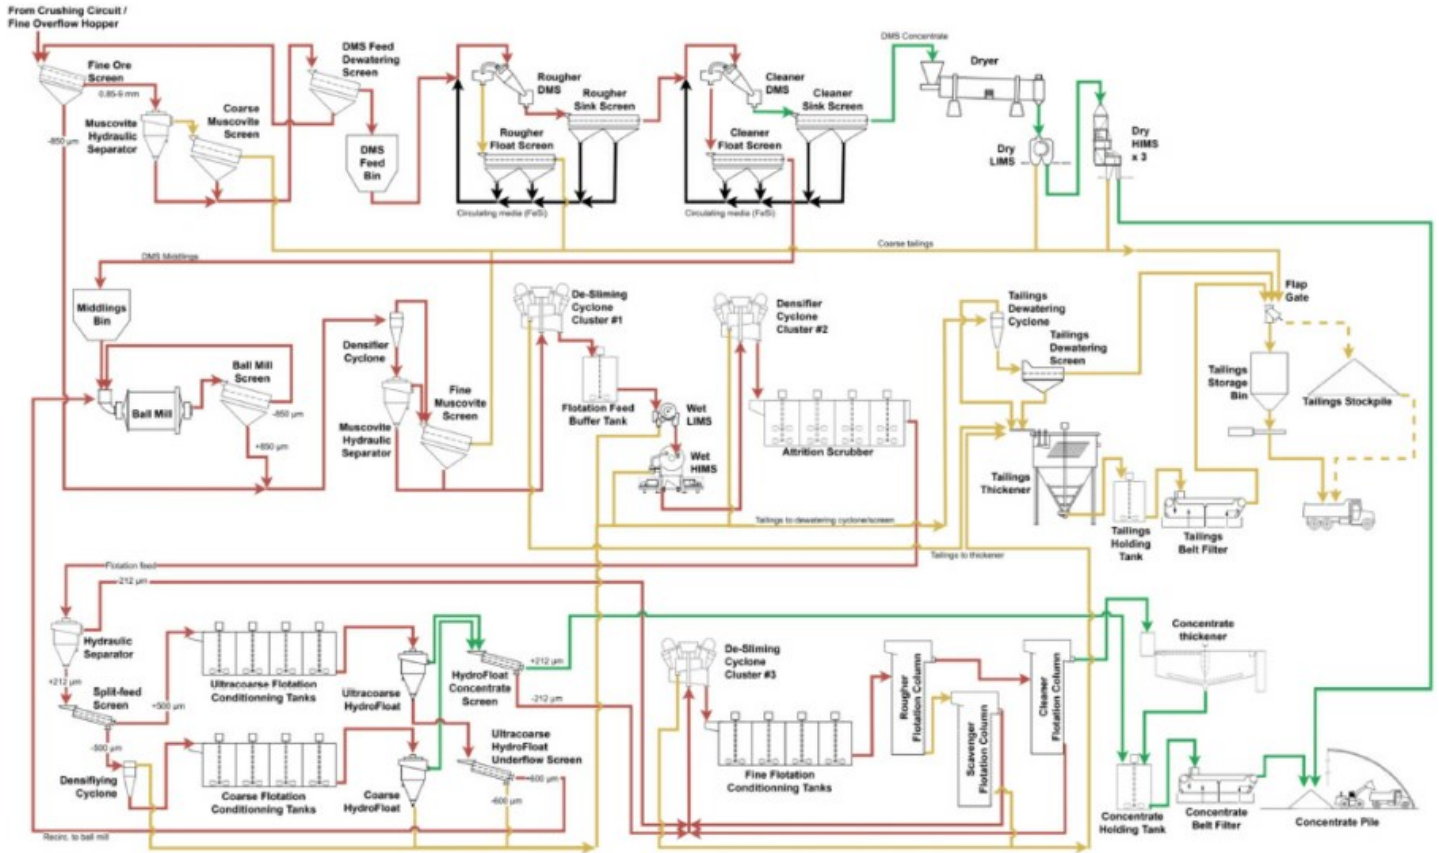 From Crushing Circuit /
Fine Overflow Hopper
Fine Ore
Screen
0.85-9 mm
-850 µm
Muscovite
Hydraulic
Separator
Coarse
Muscovite
Screen
DMS Feed
Dewatering
Screen
DMS
Feed
Bin
Rougher
DMS
Rougher
Sink Screen
Rougher
Float Screen
Circulating media (FeSi)
Cleaner
DMS
Cleaner
Sink Screen
Cleaner
Float Screen
Circulating media (FeSi)
DMS Concentrate
Dryer
Dry
LIMS
Dry
HIMS
x 3
Coarse tailings
DMS Middlings
Middlings
Bin
Ball Mill
Ball Mill
Screen
-850 µm
+850 µm
Densifier
Cyclone
Muscovite
Hydraulic
Separator
Fine
Muscovite
Screen
De-Sliming
Cyclone
Cluster #1
Flotation Feed
Buffer Tank
Wet
LIMS
Wet
HIMS
Densifier
Cyclone
Cluster #2
Attrition Scrubber
Tailings
Dewatering
Cyclone
Tailings
Dewatering
Screen
Tailings
Thickener
Tailings
Holding
Tank
Tailings
Belt Filter
Flap
Gate
Tailings
Storage
Bin
Tailings Stockpile
Tailings to dewatering cyclone/screen
Tailings to thickener
Flotation feed
-212 µm
Hydraulic
Separator
+212 µm
Split-feed
Screen
+500 µm
-500 µm
Densifiying
Cyclone
Ultracoarse Flotation
Conditionning Tanks
Coarse Flotation
Conditionning Tanks
Ultracoarse
HydroFloat
Coarse
HydroFloat
HydroFloat
Concentrate
Screen
+212 µm
-212 µm
Ultracoarse
HydroFloat
Underflow Screen
+600 µm
-600 µm
Recirc. to ball mill
De-Sliming
Cyclone
Cluster #3
Fine Flotation
Conditionning Tanks
Rougher
Flotation Column
Scavenger
Flotation Column
Cleaner
Flotation Column
Concentrate
thickener
Concentrate
Holding Tank
Concentrate
Belt Filter
Concentrate Pile